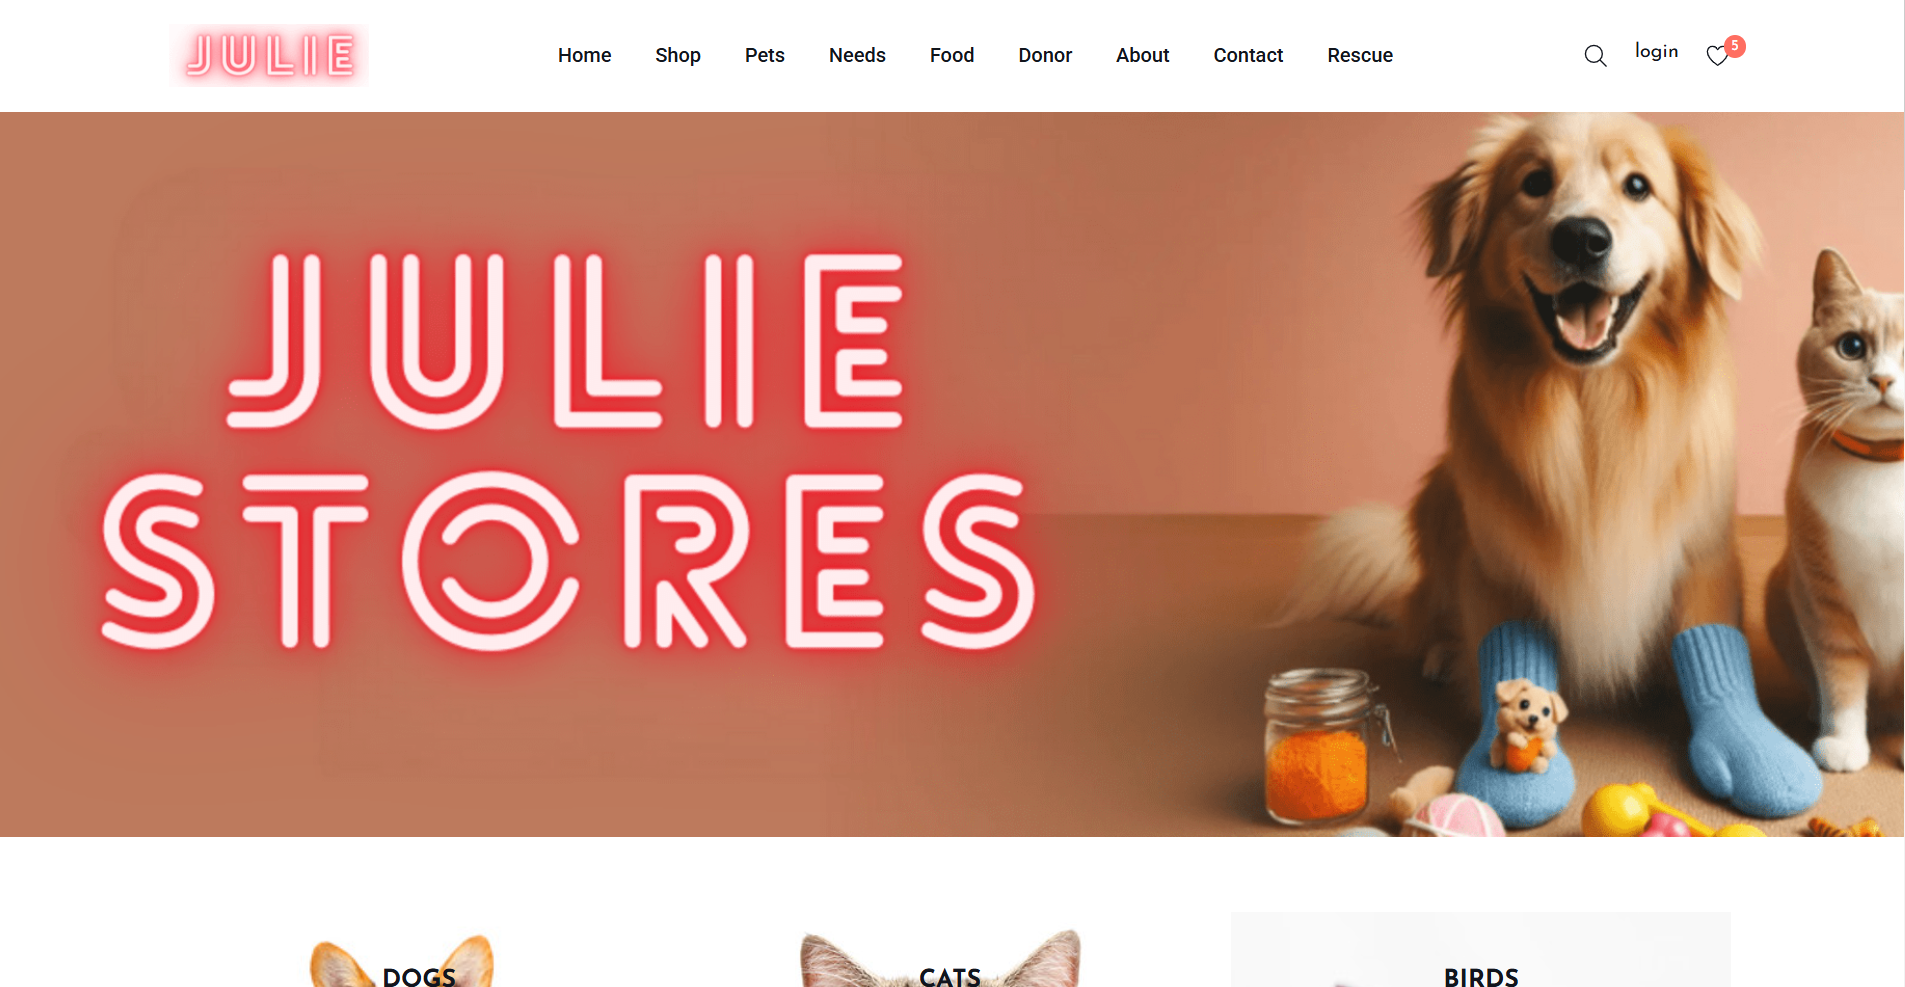 JULIE
Home Shop Pets Needs Food Donor About Contact Rescue
login
5
JULIE
STORES
DOGS CATS BIRDS